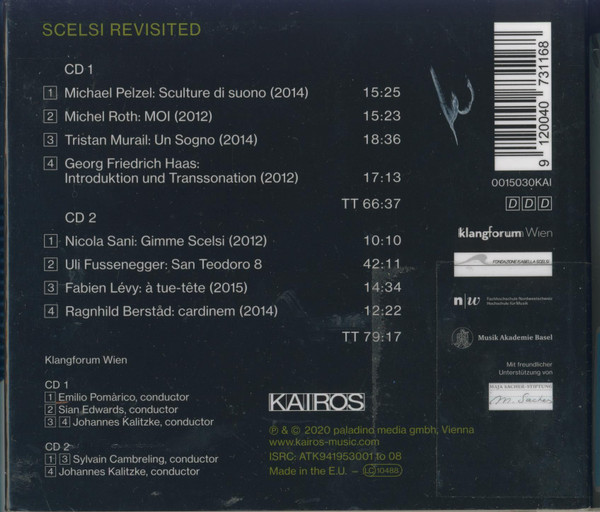 SCELSI REVISITED
CD 1
1 Michael Pelzel: Sculture di suono (2014) 15:25
2 Michel Roth: MOI (2012) 15:23
3 Tristan Murail: Un Sogno (2014) 18:36
4 Georg Friedrich Haas:
Introduktion und Transsonation (2012) 17:13
TT 66:37
CD 2
1 Nicola Sani: Gimme Scelsi (2012) 10:10
2 Uli Fussenegger: San Teodoro 8 42:11
3 Fabien Lévy: à tue-tête (2015) 14:34
4 Ragnhild Berståd: cardinem (2014) 12:22
TT 79:17
Klangforum Wien
CD 1
1 Emilio Pomàrico, conductor
2 Sian Edwards, conductor
3 4 Johannes Kalitzke, conductor
CD 2
1 3 Sylvain Cambreling, conductor
4 Johannes Kalitzke, conductor
KAIROS
℗ & © 2020 paladino media gmbh, Vienna
www.kairos-music.com
ISRC: ATK941953001 to 08
Made in the E.U. – LC 10488
9 120040 731168
0015030KAI
D D D
klangforum Wien
FONDAZIONE ISABELLA SCELSI
n|w Fachhochschule Nordwestschweiz
Hochschule für Musik
Musik Akademie Basel
Mit freundlicher
Unterstützung von
MAJA SACHER STIFTUNG
M. Sacher